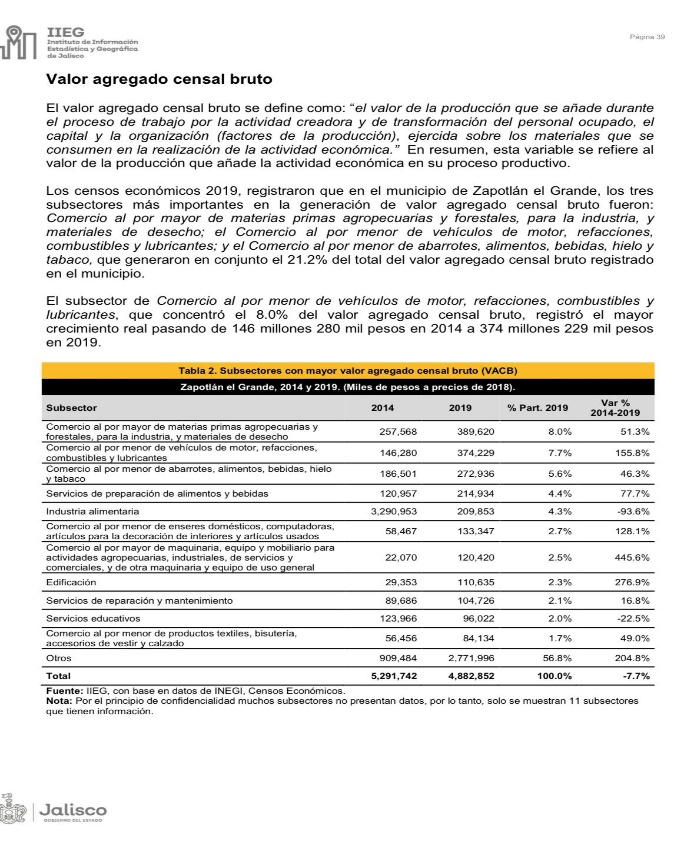 IIEG
Instituto de Información
Estadística y Geográfica
de Jalisco
Página 39
Valor agregado censal bruto
El valor agregado censal bruto se define como: “el valor de la producción que se añade durante
el proceso de trabajo por la actividad creadora y de transformación del personal ocupado, el
capital y la organización (factores de la producción), ejercida sobre los materiales que se
consumen en la realización de la actividad económica.” En resumen, esta variable se refiere al
valor de la producción que añade la actividad económica en su proceso productivo.
Los censos económicos 2019, registraron que en el municipio de Zapotlán el Grande, los tres
subsectores más importantes en la generación de valor agregado censal bruto fueron:
Comercio al por mayor de materias primas agropecuarias y forestales, para la industria, y
materiales de desecho; el Comercio al por menor de vehículos de motor, refacciones,
combustibles y lubricantes; y el Comercio al por menor de abarrotes, alimentos, bebidas, hielo y
tabaco, que generaron en conjunto el 21.2% del total del valor agregado censal bruto registrado
en el municipio.
El subsector de Comercio al por menor de vehículos de motor, refacciones, combustibles y
lubricantes, que concentró el 8.0% del valor agregado censal bruto, registró el mayor
crecimiento real pasando de 146 millones 280 mil pesos en 2014 a 374 millones 229 mil pesos
en 2019.
Tabla 2. Subsectores con mayor valor agregado censal bruto (VACB)
Zapotlán el Grande, 2014 y 2019. (Miles de pesos a precios de 2018).
Subsector 2014 2019 % Part. 2019 Var %
2014-2019
Comercio al por mayor de materias primas agropecuarias y
forestales, para la industria, y materiales de desecho 257,568 389,620 8.0% 51.3%
Comercio al por menor de vehículos de motor, refacciones,
combustibles y lubricantes 146,280 374,229 7.7% 155.8%
Comercio al por menor de abarrotes, alimentos, bebidas, hielo
y tabaco 186,501 272,936 5.6% 46.3%
Servicios de preparación de alimentos y bebidas 120,957 214,934 4.4% 77.7%
Industria alimentaria 3,290,953 209,853 4.3% -93.6%
Comercio al por menor de enseres domésticos, computadoras,
artículos para la decoración de interiores y artículos usados 58,467 133,347 2.7% 128.1%
Comercio al por mayor de maquinaria, equipo y mobiliario para
actividades agropecuarias, industriales, de servicios y
comerciales, y de otra maquinaria y equipo de uso general 22,070 120,420 2.5% 445.6%
Edificación 29,353 110,635 2.3% 276.9%
Servicios de reparación y mantenimiento 89,686 104,726 2.1% 16.8%
Servicios educativos 123,966 96,022 2.0% -22.5%
Comercio al por menor de productos textiles, bisutería,
accesorios de vestir y calzado 56,456 84,134 1.7% 49.0%
Otros 909,484 2,771,996 56.8% 204.8%
Total 5,291,742 4,882,852 100.0% -7.7%
Fuente: IIEG, con base en datos de INEGI, Censos Económicos.
Nota: Por el principio de confidencialidad muchos subsectores no presentan datos, por lo tanto, solo se muestran 11 subsectores
que tienen información.
Jalisco
GOBIERNO DEL ESTADO